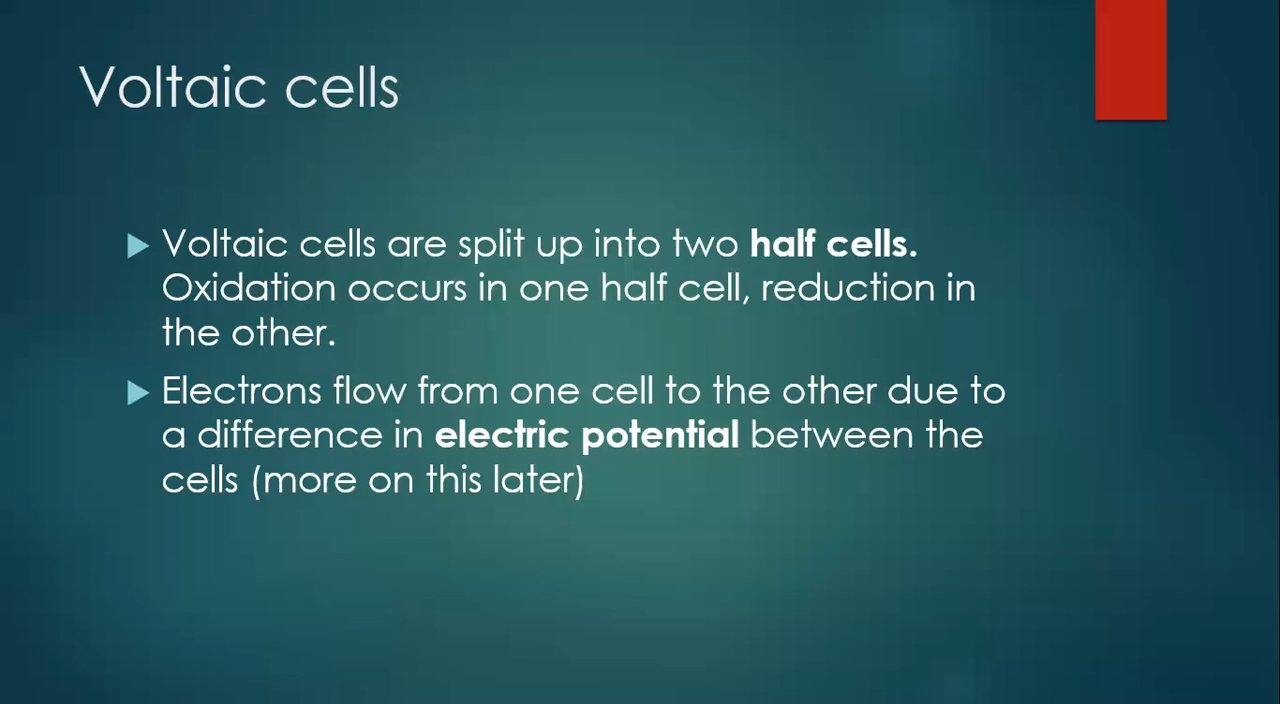 Voltaic cells
Voltaic cells are split up into two half cells.
Oxidation occurs in one half cell, reduction in
the other.
Electrons flow from one cell to the other due to
a difference in electric potential between the
cells (more on this later)